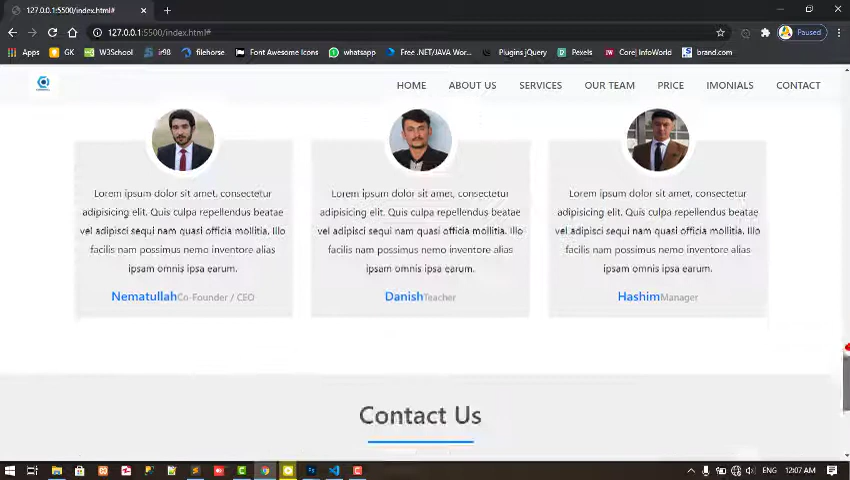 127.0.0.1:5500/index.html#
127.0.0.1:5500/index.html#
Paused
Apps GK W3School ir98 filehorse Font Awesome Icons whatsapp Free .NET/JAVA Wor... Plugins jQuery Pexels Core| InfoWorld brand.com
HOME ABOUT US SERVICES OUR TEAM PRICE IMONIALS CONTACT
Lorem ipsum dolor sit amet, consectetur
adipisicing elit. Quis culpa repellendus beatae
vel adipisci sequi nam quasi officia mollitia. Illo
facilis nam possimus nemo inventore alias
ipsam omnis ipsa earum.
NematullahCo-Founder / CEO
Lorem ipsum dolor sit amet, consectetur
adipisicing elit. Quis culpa repellendus beatae
vel adipisci sequi nam quasi officia mollitia. Illo
facilis nam possimus nemo inventore alias
ipsam omnis ipsa earum.
DanishTeacher
Lorem ipsum dolor sit amet, consectetur
adipisicing elit. Quis culpa repellendus beatae
vel adipisci sequi nam quasi officia mollitia. Illo
facilis nam possimus nemo inventore alias
ipsam omnis ipsa earum.
HashimManager
Contact Us
ENG 12:07 AM